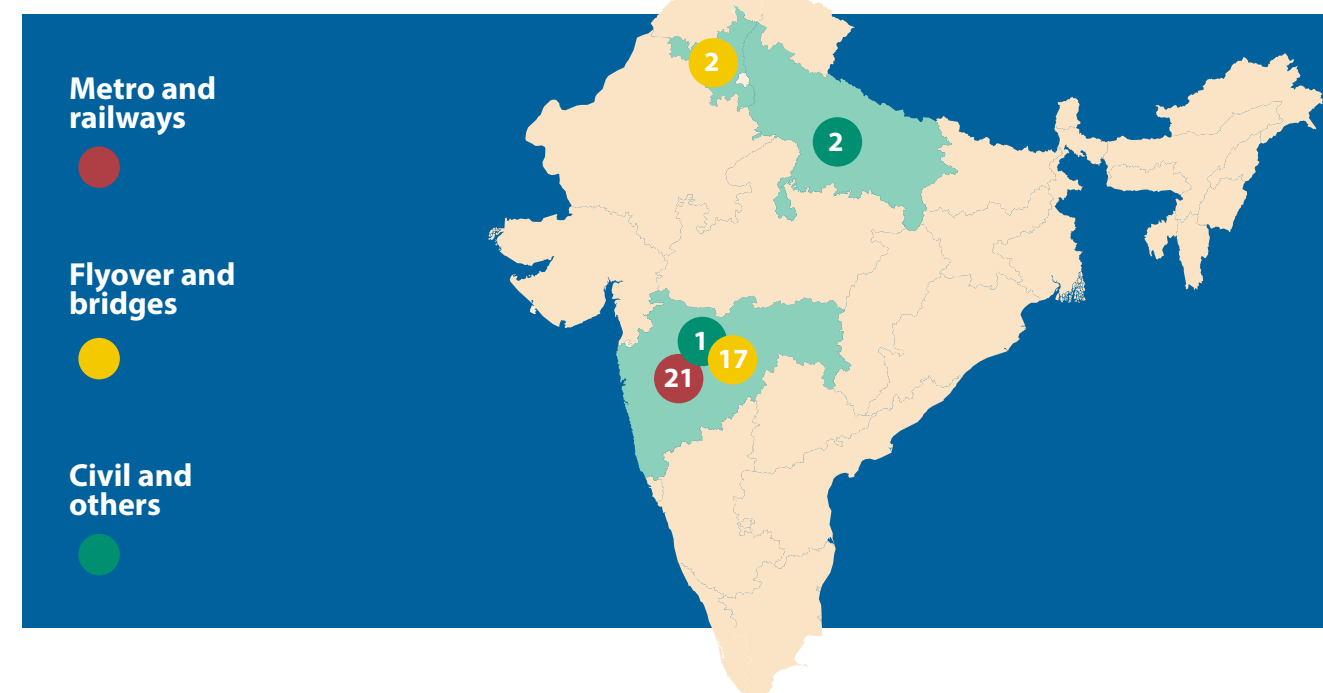 Metro and
railways
Flyover and
bridges
Civil and
others
2
2
1
17
21